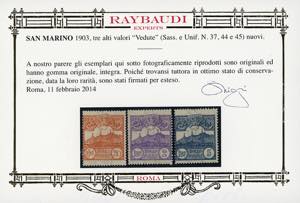 RAYBAUDI
EXPERTS
SAN MARINO 1903, tre alti valori "Vedute" (Sass. e Unif. N. 37, 44 e 45) nuovi.
A nostro parere gli esemplari qui sotto fotograficamente riprodotti sono originali ed
hanno gomma originale, integra. Poiché trovansi tuttora in ottimo stato di conserva-
zione, data la loro rarità, sono stati firmati per esteso.
Roma, 11 febbraio 2014
ROMA